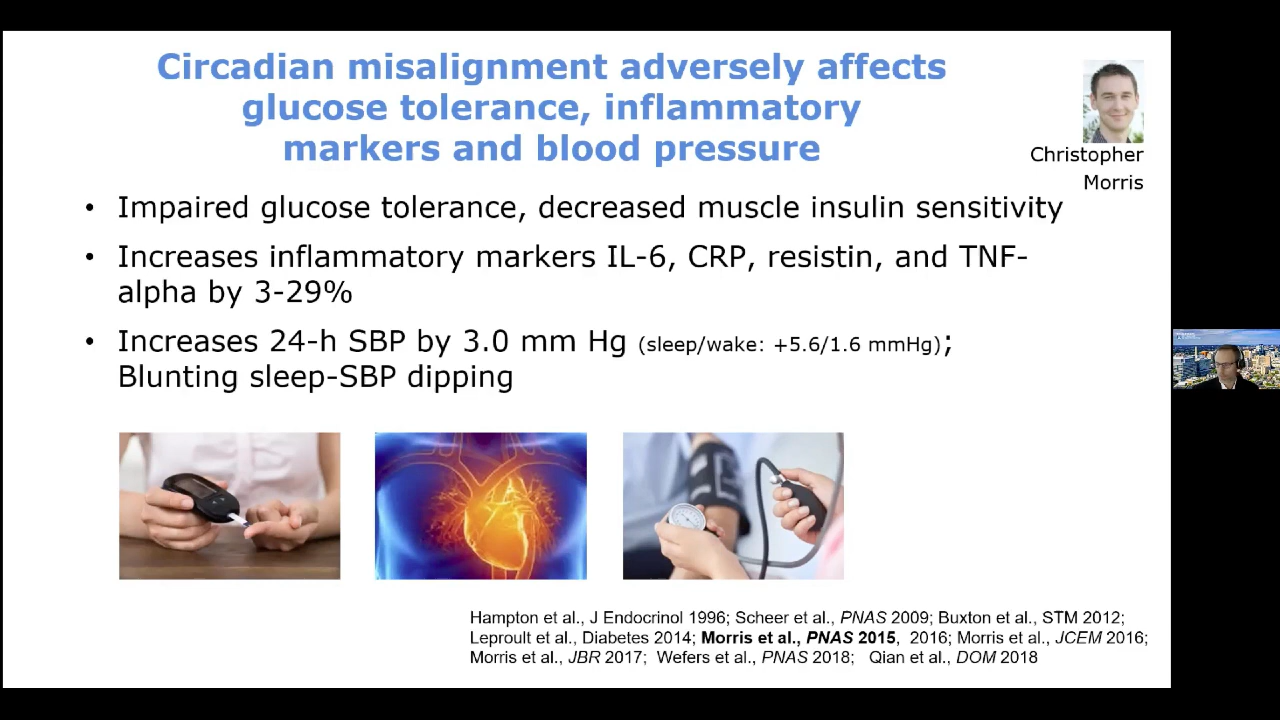 Circadian misalignment adversely affects
glucose tolerance, inflammatory
markers and blood pressure
Christopher
Morris
• Impaired glucose tolerance, decreased muscle insulin sensitivity
• Increases inflammatory markers IL-6, CRP, resistin, and TNF-
alpha by 3-29%
• Increases 24-h SBP by 3.0 mm Hg (sleep/wake: +5.6/1.6 mmHg);
Blunting sleep-SBP dipping
Hampton et al., J Endocrinol 1996; Scheer et al., PNAS 2009; Buxton et al., STM 2012;
Leproult et al., Diabetes 2014; Morris et al., PNAS 2015, 2016; Morris et al., JCEM 2016;
Morris et al., JBR 2017; Wefers et al., PNAS 2018; Qian et al., DOM 2018